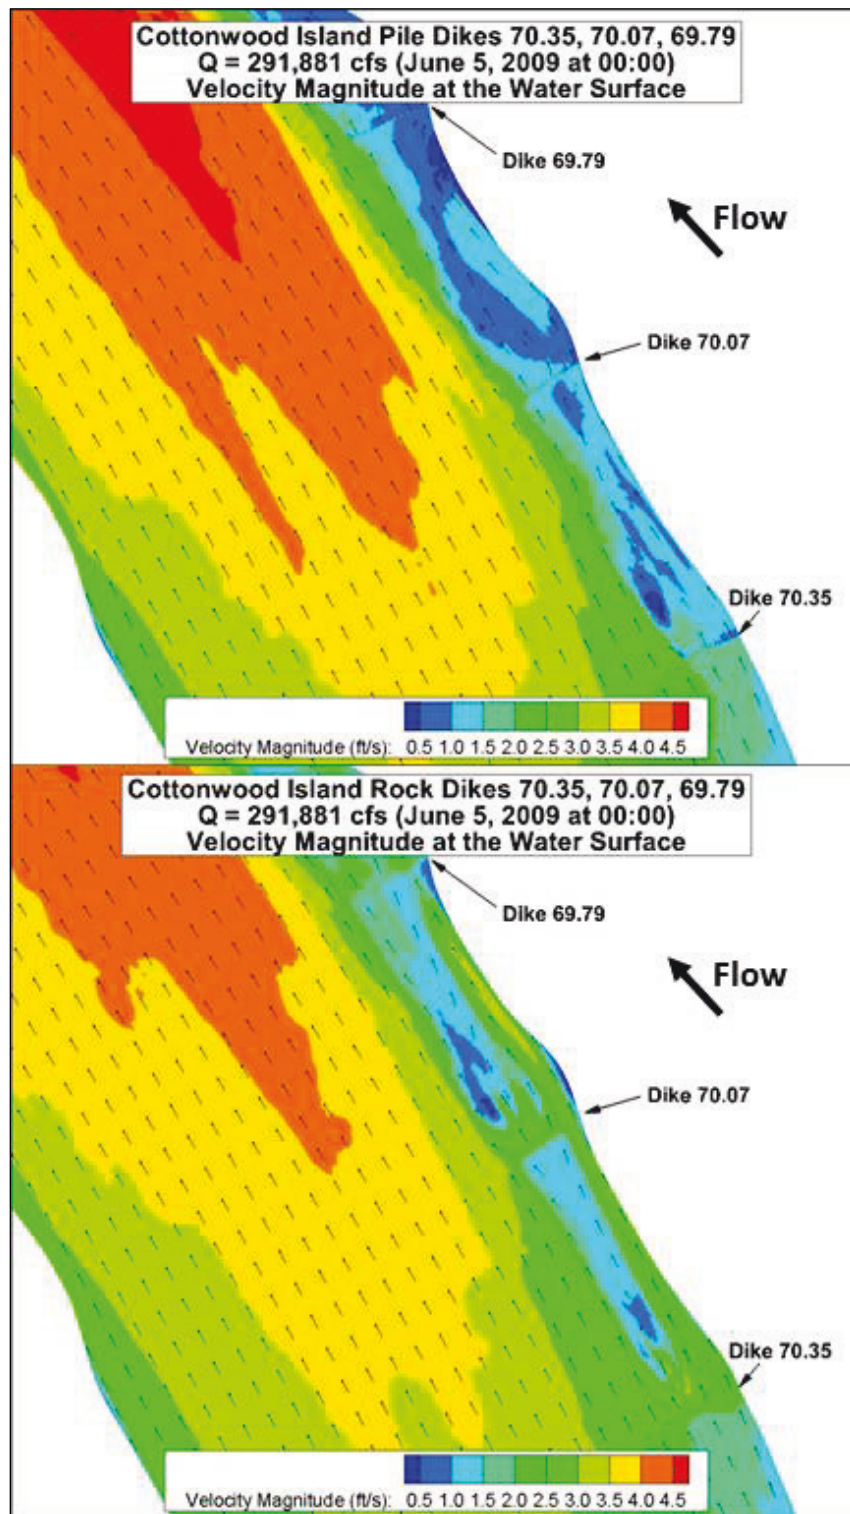 Cottonwood Island Pile Dikes 70.35, 70.07, 69.79
Q = 291,881 cfs (June 5, 2009 at 00:00)
Velocity Magnitude at the Water Surface
Dike 69.79
Flow
Dike 70.07
Dike 70.35
Velocity Magnitude (ft/s): 0.5 1.0 1.5 2.0 2.5 3.0 3.5 4.0 4.5
Cottonwood Island Rock Dikes 70.35, 70.07, 69.79
Q = 291,881 cfs (June 5, 2009 at 00:00)
Velocity Magnitude at the Water Surface
Dike 69.79
Flow
Dike 70.07
Dike 70.35
Velocity Magnitude (ft/s): 0.5 1.0 1.5 2.0 2.5 3.0 3.5 4.0 4.5